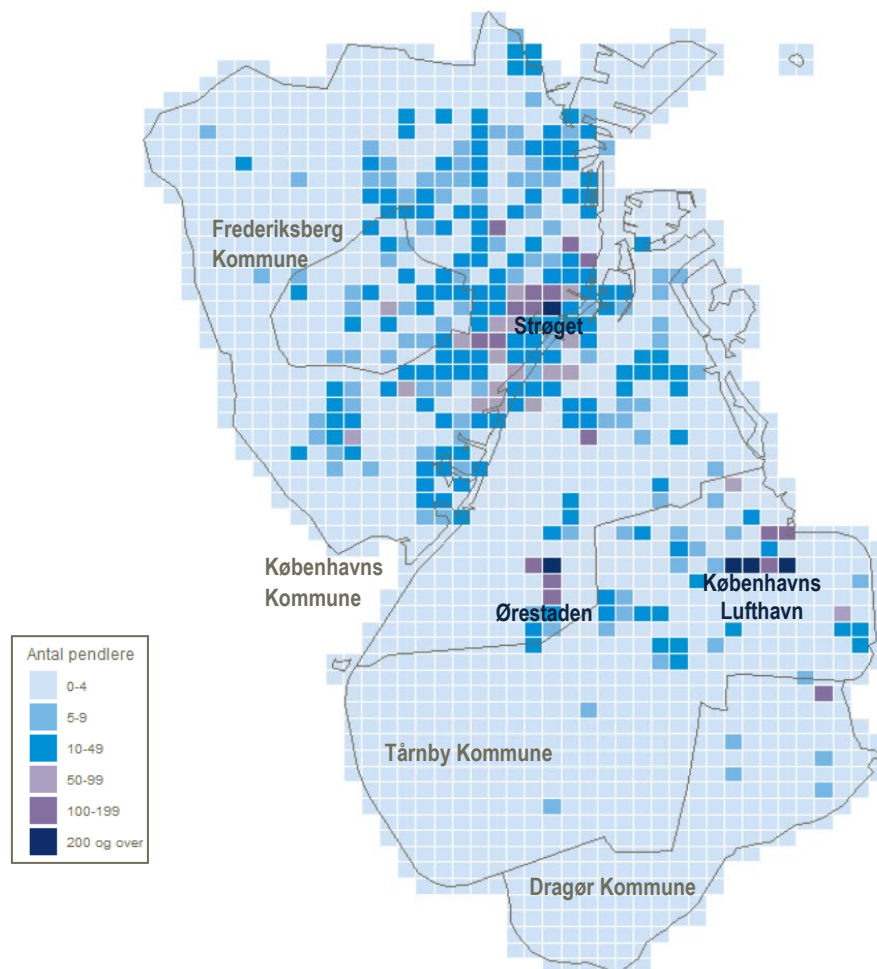 Frederiksberg
Kommune
Strøget
Københavns
Kommune
Ørestaden
Københavns
Lufthavn
Antal pendlere
0-4
5-9
10-49
50-99
100-199
200 og over
Tårnby Kommune
Dragør Kommune